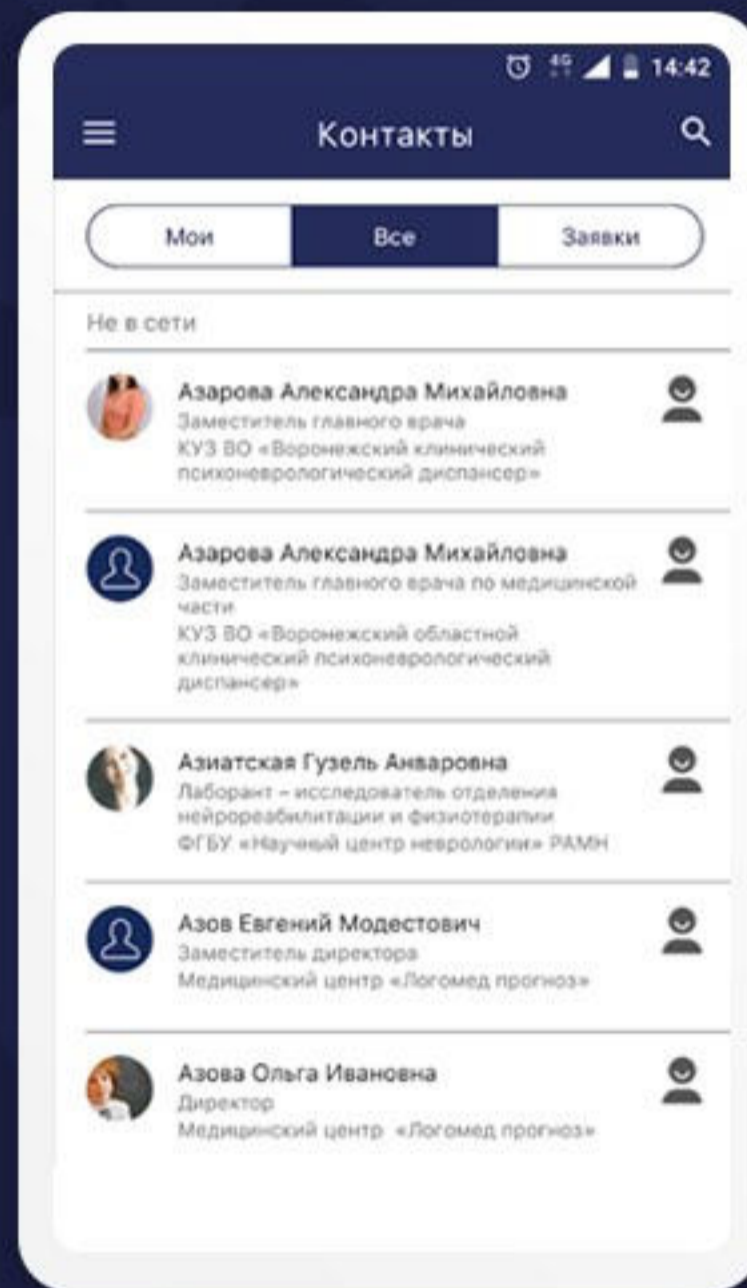 4G 14:42
Контакты
Мои Все Заявки
Не в сети
Азарова Александра Михайловна
Заместитель главного врача
КУЗ ВО «Воронежский клинический
психоневрологический диспансер»
Азарова Александра Михайловна
Заместитель главного врача по медицинской
части
КУЗ ВО «Воронежский областной
клинический психоневрологический
диспансер»
Азиатская Гузель Анваровна
Лаборант – исследователь отделения
нейрореабилитации и физиотерапии
ФГБУ «Научный центр неврологии» РАМН
Азов Евгений Модестович
Заместитель директора
Медицинский центр «Логомед прогноз»
Азова Ольга Ивановна
Директор
Медицинский центр «Логомед прогноз»